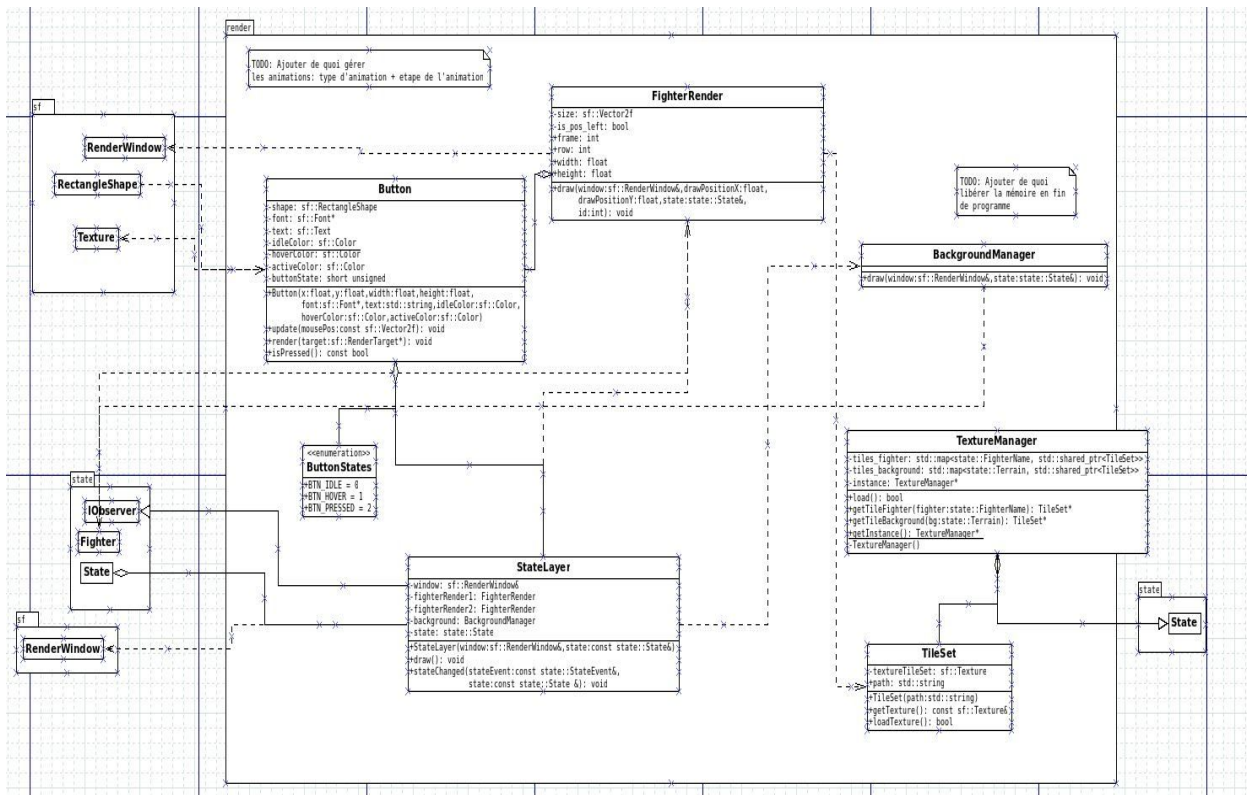 render
TODO: Ajouter de quoi gérer
les animations: type d'animation + etape de l'animation
sf
RenderWindow
RectangleShape
Texture
FighterRender
-size: sf::Vector2f
-is_pos_left: bool
+frame: int
+row: int
+width: float
+height: float
+draw(window:sf::RenderWindow&,drawPositionX:float,
drawPositionY:float,state:state::State&,
id:int): void
TODO: Ajouter de quoi
libérer la mémoire en fin
de programme
Button
-shape: sf::RectangleShape
-font: sf::Font*
-text: sf::Text
-idleColor: sf::Color
-hoverColor: sf::Color
-activeColor: sf::Color
-buttonState: short unsigned
+Button(x:float,y:float,width:float,height:float,
font:sf::Font*,text:std::string,idleColor:sf::Color,
hoverColor:sf::Color,activeColor:sf::Color)
+update(mousePos:const sf::Vector2f): void
+render(target:sf::RenderTarget*): void
+isPressed(): const bool
BackgroundManager
+draw(window:sf::RenderWindow&,state:state::State&): void
<<enumeration>>
ButtonStates
+BTN_IDLE = 0
+BTN_HOVER = 1
+BTN_PRESSED = 2
TextureManager
-tiles_fighter: std::map<state::FighterName, std::shared_ptr<TileSet>>
-tiles_background: std::map<state::Terrain, std::shared_ptr<TileSet>>
-instance: TextureManager*
+load(): bool
+getTileFighter(fighter:state::FighterName): TileSet*
+getTileBackground(bg:state::Terrain): TileSet*
+getInstance(): TextureManager*
-TextureManager()
state
IObserver
Fighter
State
StateLayer
-window: sf::RenderWindow&
-fighterRender1: FighterRender
-fighterRender2: FighterRender
-background: BackgroundManager
-state: state::State
+StateLayer(window:sf::RenderWindow&,state:const state::State&)
+draw(): void
+stateChanged(stateEvent:const state::StateEvent&,
state:const state::State &): void
sf
RenderWindow
state
State
TileSet
-textureTileSet: sf::Texture
+path: std::string
+TileSet(path:std::string)
+getTexture(): const sf::Texture&
+loadTexture(): bool